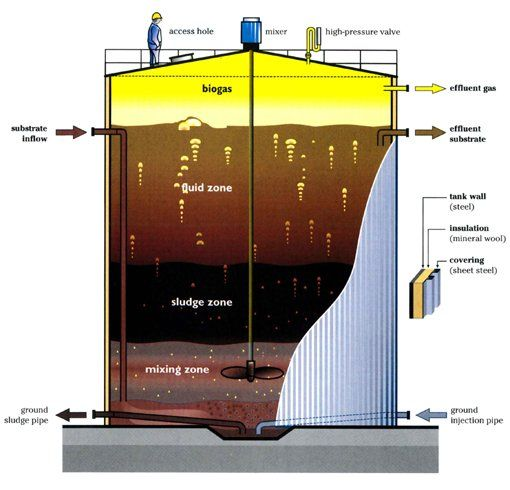 access hole
mixer
high-pressure valve
biogas
effluent gas
substrate
inflow
effluent
substrate
fluid zone
tank wall
(steel)
insulation
(mineral wool)
covering
(sheet steel)
sludge zone
mixing zone
ground
sludge pipe
ground
injection pipe